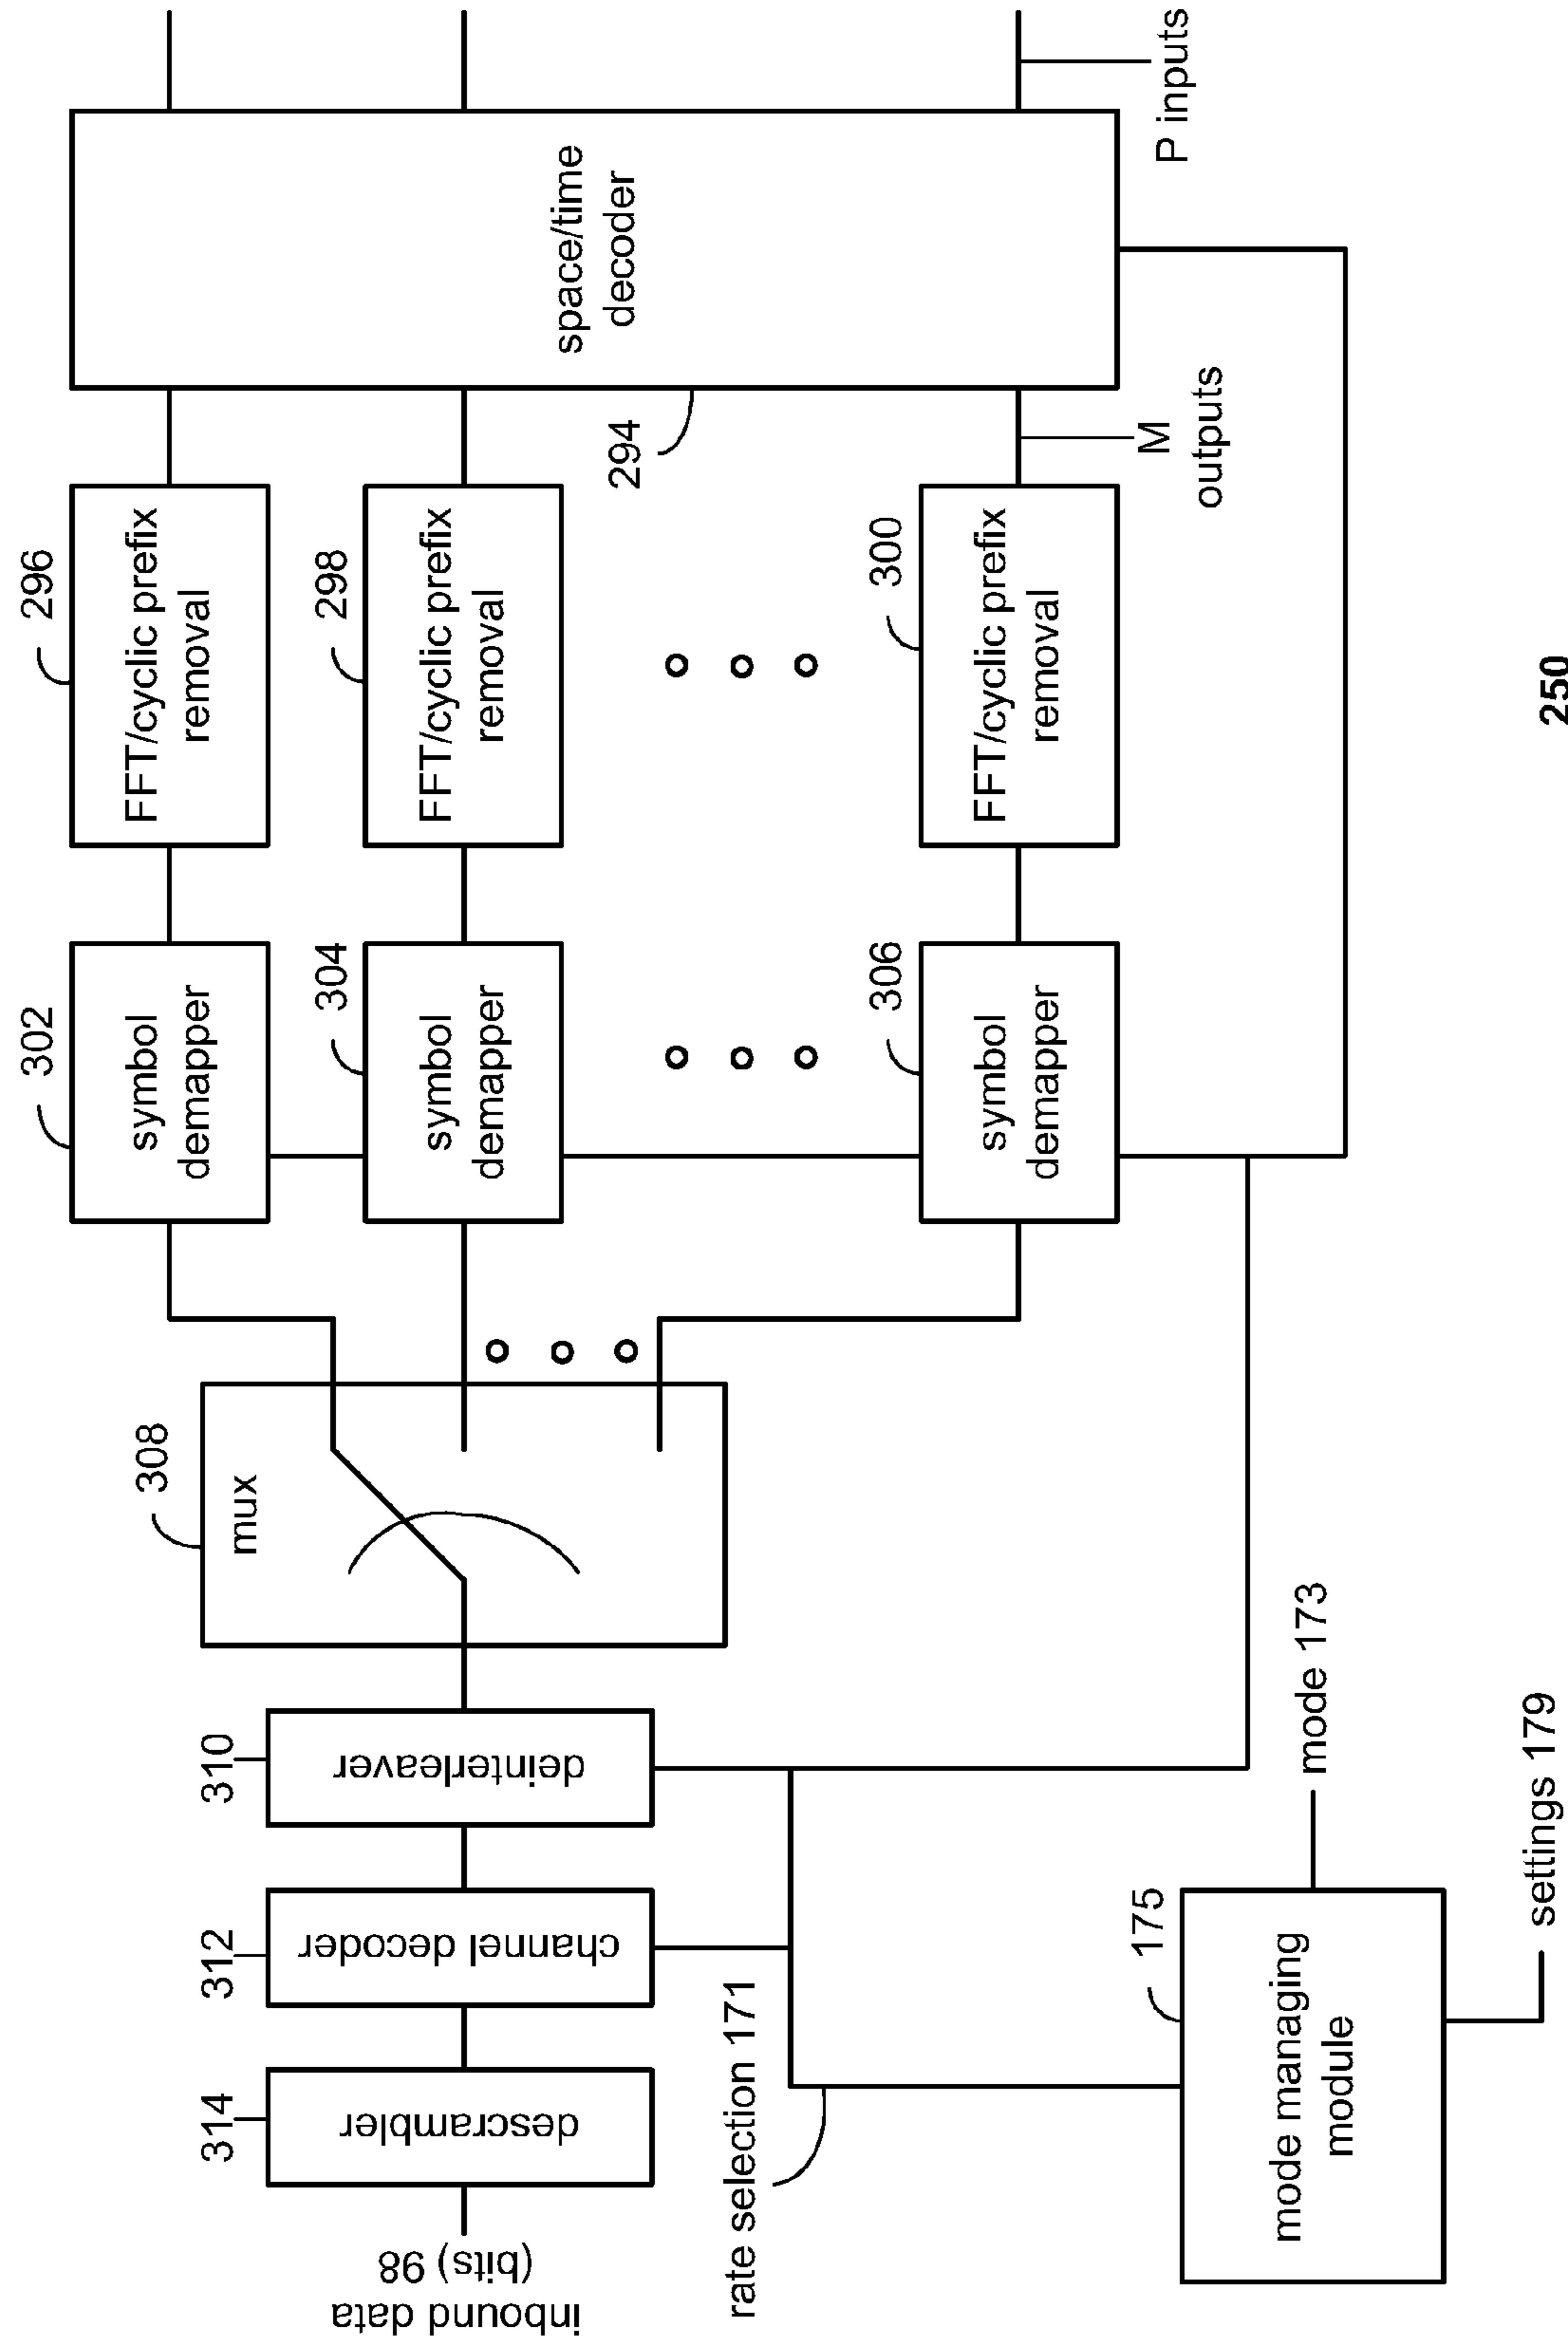 302
296
symbol
demapper
FFT/cyclic prefix
removal
308
mux
304
298
symbol
demapper
FFT/cyclic prefix
removal
space/time
decoder
314
312
310
descrambler
channel decoder
deinterleaver
inbound data
(bits) 98
294
306
300
symbol
demapper
FFT/cyclic prefix
removal
M
outputs
P inputs
rate selection 171
175
mode managing
module
mode 173
settings 179
250